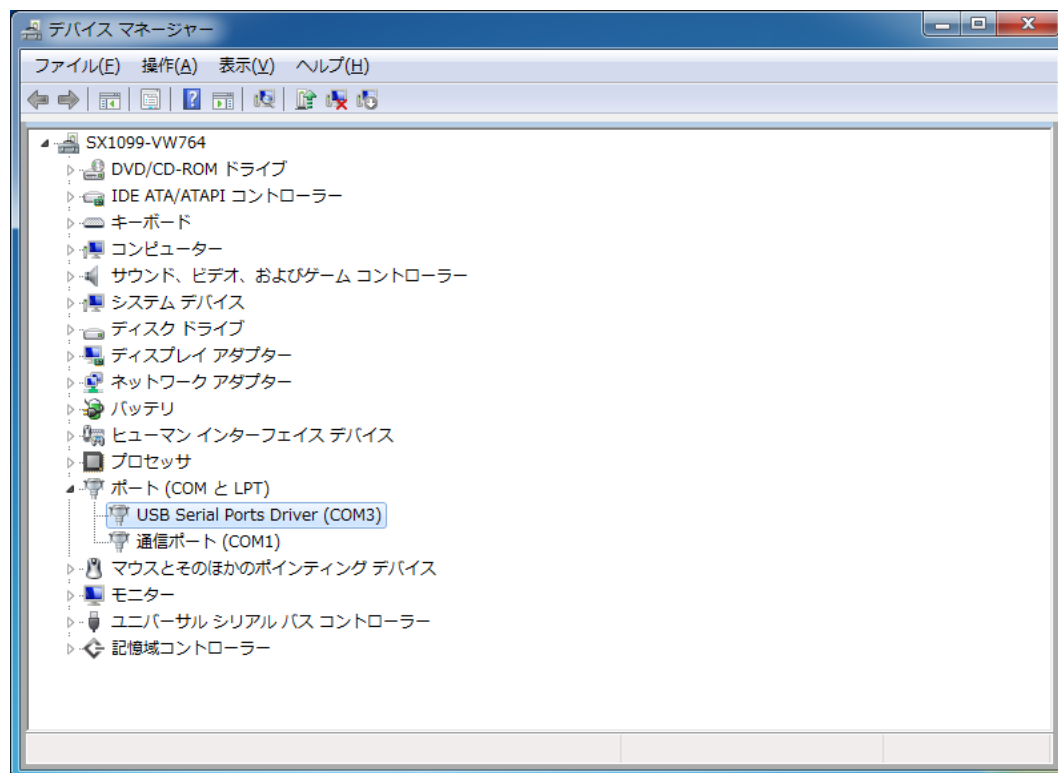 デバイス マネージャー
ファイル(F) 操作(A) 表示(V) ヘルプ(H)
SX1099-VW764
DVD/CD-ROM ドライブ
IDE ATA/ATAPI コントローラー
キーボード
コンピューター
サウンド、ビデオ、およびゲーム コントローラー
システム デバイス
ディスク ドライブ
ディスプレイ アダプター
ネットワーク アダプター
バッテリ
ヒューマン インターフェイス デバイス
プロセッサ
ポート (COM と LPT)
USB Serial Ports Driver (COM3)
通信ポート (COM1)
マウスとそのほかのポインティング デバイス
モニター
ユニバーサル シリアル バス コントローラー
記憶域コントローラー